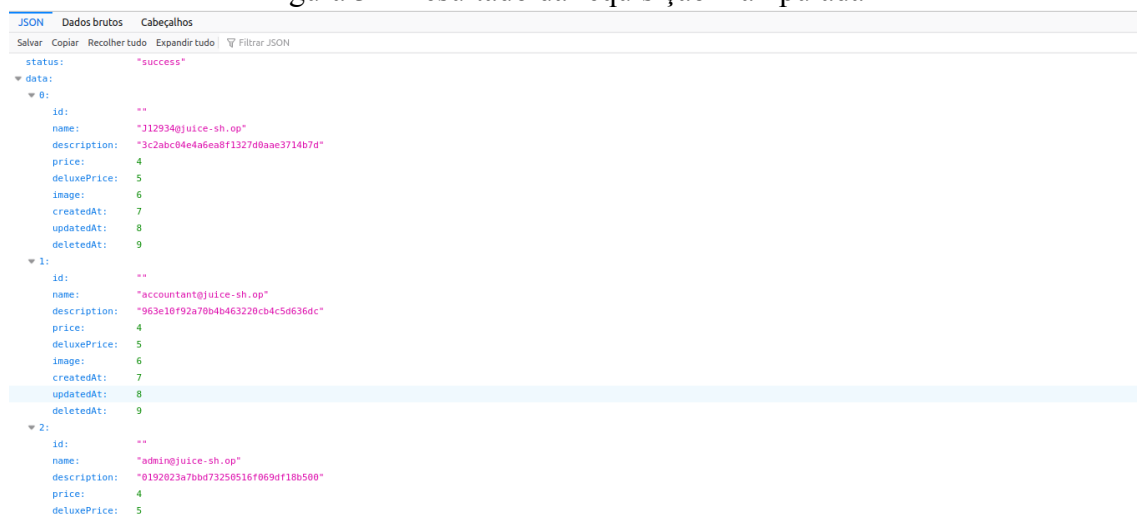 JSON Dados brutos Cabeçalhos
Salvar Copiar Recolher tudo Expandir tudo Filtrar JSON
status: "success"
data:
0:
id: ""
name: "J12934@juice-sh.op"
description: "3c2abc04e4a6ea8f1327d0aae3714b7d"
price: 4
deluxePrice: 5
image: 6
createdAt: 7
updatedAt: 8
deletedAt: 9
1:
id: ""
name: "accountant@juice-sh.op"
description: "963e10f92a70b4b463220cb4c5d636dc"
price: 4
deluxePrice: 5
image: 6
createdAt: 7
updatedAt: 8
deletedAt: 9
2:
id: ""
name: "admin@juice-sh.op"
description: "0192023a7bbd73250516f069df18b500"
price: 4
deluxePrice: 5